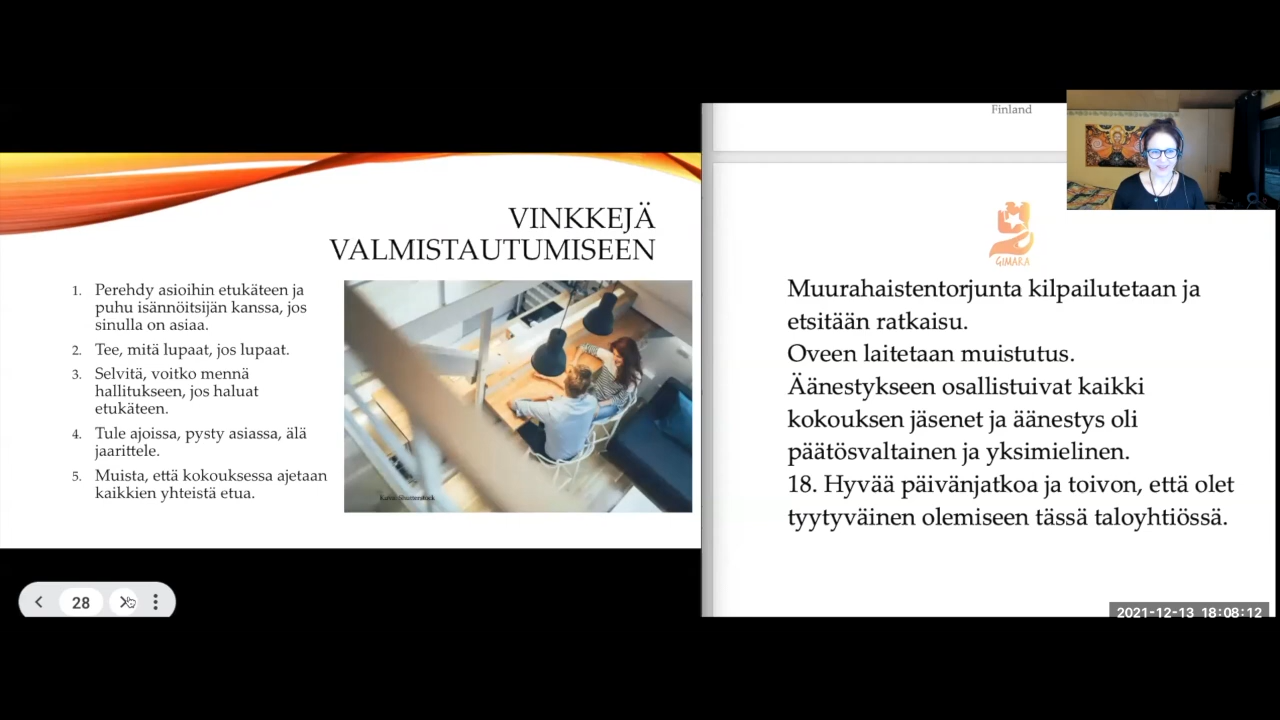 VINKKEJÄ
VALMISTAUTUMISEEN
1. Perehdy asioihin etukäteen ja
puhu isännöitsijän kanssa, jos
sinulla on asiaa.
2. Tee, mitä lupaat, jos lupaat.
3. Selvitä, voitko mennä
hallitukseen, jos haluat
etukäteen.
4. Tule ajoissa, pysty asiassa, älä
jaarittele.
5. Muista, että kokouksessa ajetaan
kaikkien yhteistä etua.
28
Finland
GIMARA
Muurahaistentorjunta kilpailutetaan ja
etsitään ratkaisu.
Oveen laitetaan muistutus.
Äänestykseen osallistuivat kaikki
kokouksen jäsenet ja äänestys oli
päätösvaltainen ja yksimielinen.
18. Hyvää päivänjatkoa ja toivon, että olet
tyytyväinen olemiseen tässä taloyhtiössä.
2021-12-13 18:08:12